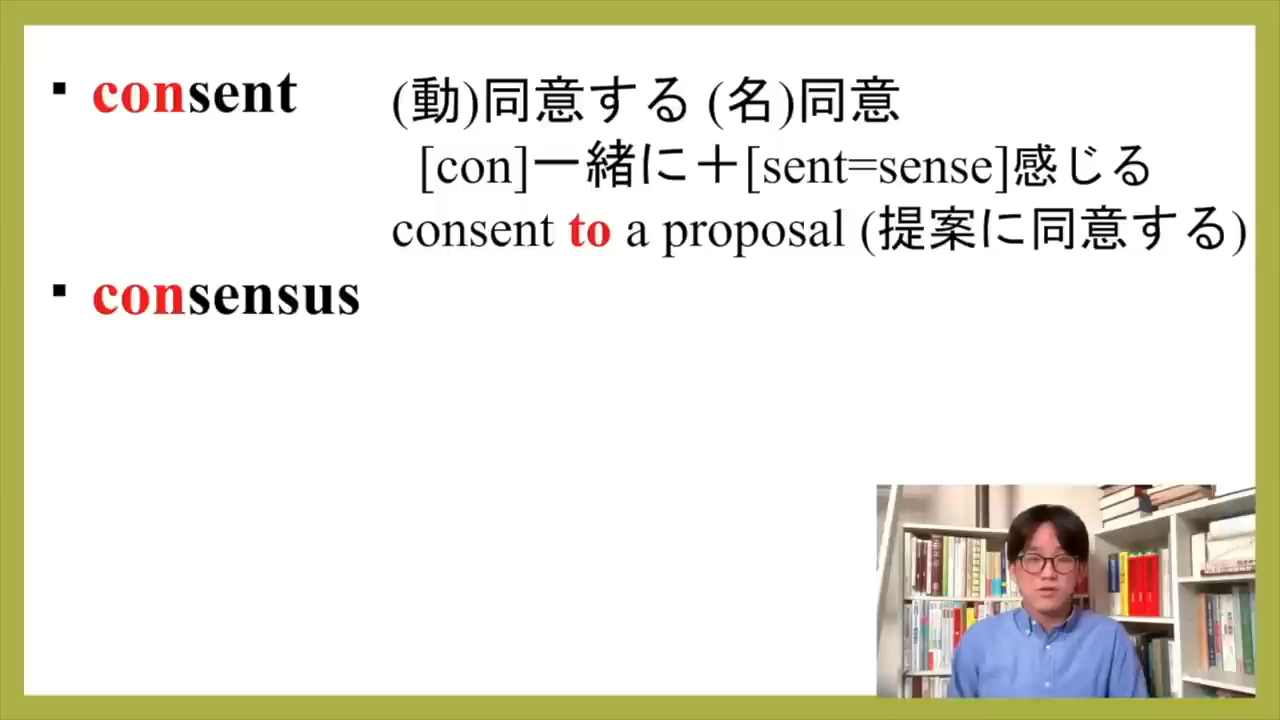 ▪ consent (動)同意する (名)同意
[con]一緒に＋[sent=sense]感じる
consent to a proposal (提案に同意する)
▪ consensus